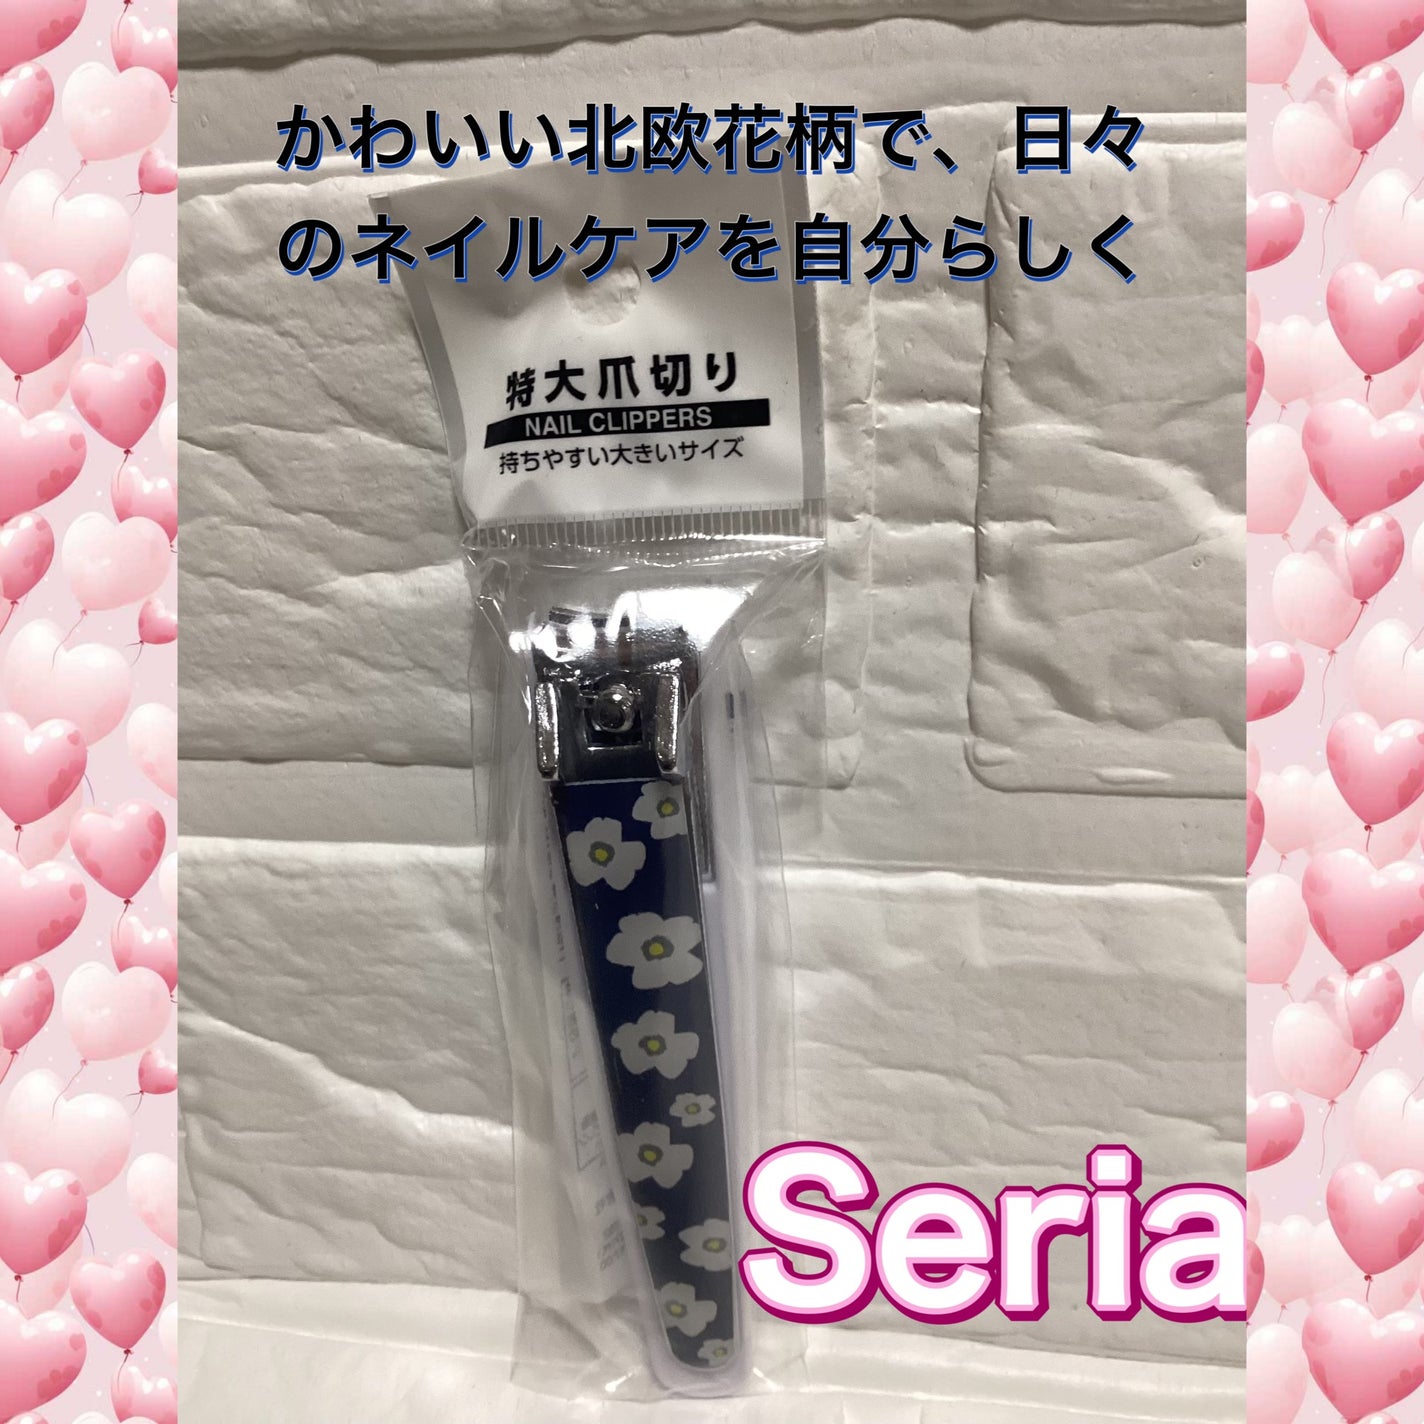 かわいい北欧花柄で、日々
のネイルケアを自分らしく
特大爪切り
NAIL CLIPPERS
持ちやすい大きいサイズ
Seria